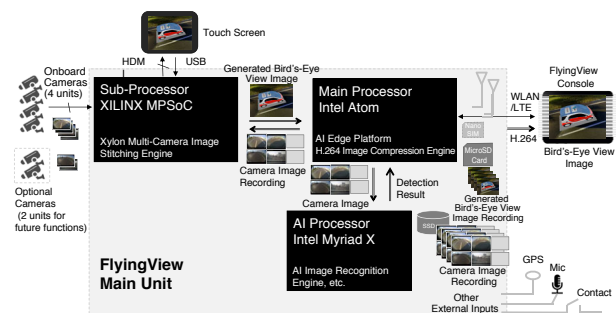 Onboard
Cameras
(4 units)
HDM
USB
Touch Screen
Generated Bird's-Eye
View Image
Sub-Processor
XILINX MPSoC
Xylon Multi-Camera Image
Stitching Engine
Main Processor
Intel Atom
AI Edge Platform
H.264 Image Compression Engine
Camera Image
Recording
Nano
SIM
MicroSD
Card
WLAN
/LTE
H.264
FlyingView
Console
Bird's-Eye View
Image
Optional
Cameras
(2 units for
future functions)
Camera Image
Detection
Result
Generated
Bird's-Eye View
Image Recording
AI Processor
Intel Myriad X
AI Image Recognition
Engine, etc.
SSD
Camera Image
Recording
FlyingView
Main Unit
GPS
Mic
Contact
Other
External Inputs